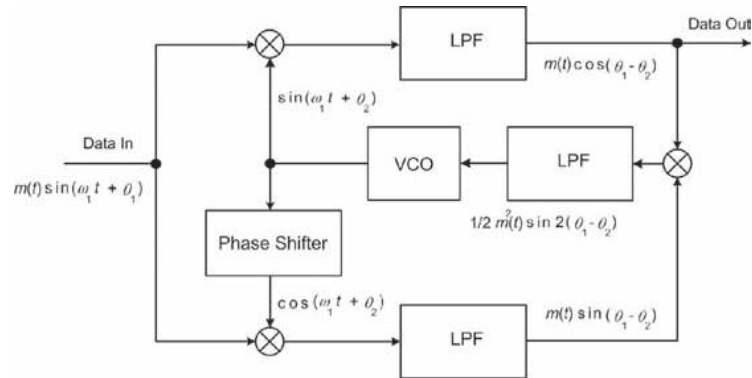 Data Out
LPF
m(t)cos(θ₁-θ₂)
sin(ω₁t + θ₂)
Data In
m(t)sin(ω₁t + θ₁)
VCO
LPF
1/2 m²(t)sin 2(θ₁-θ₂)
Phase Shifter
cos(ω₁t + θ₂)
m(t)sin(θ₁-θ₂)
LPF